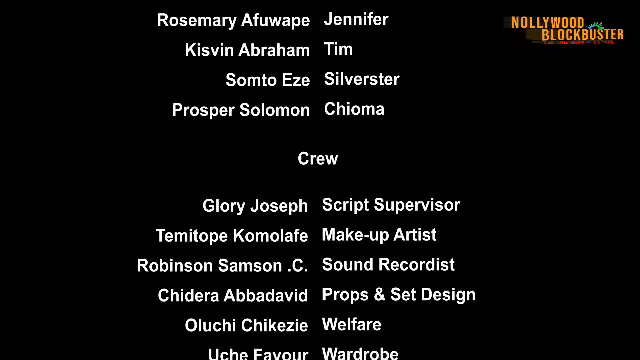 Rosemary Afuwape Jennifer
NOLLYWOOD
BLOCKBUSTER
Kisvin Abraham Tim
Somto Eze Silverster
Prosper Solomon Chioma
Crew
Glory Joseph Script Supervisor
Temitope Komolafe Make-up Artist
Robinson Samson .C. Sound Recordist
Chidera Abbadavid Props & Set Design
Oluchi Chikezie Welfare
Uche Favour Wardrobe